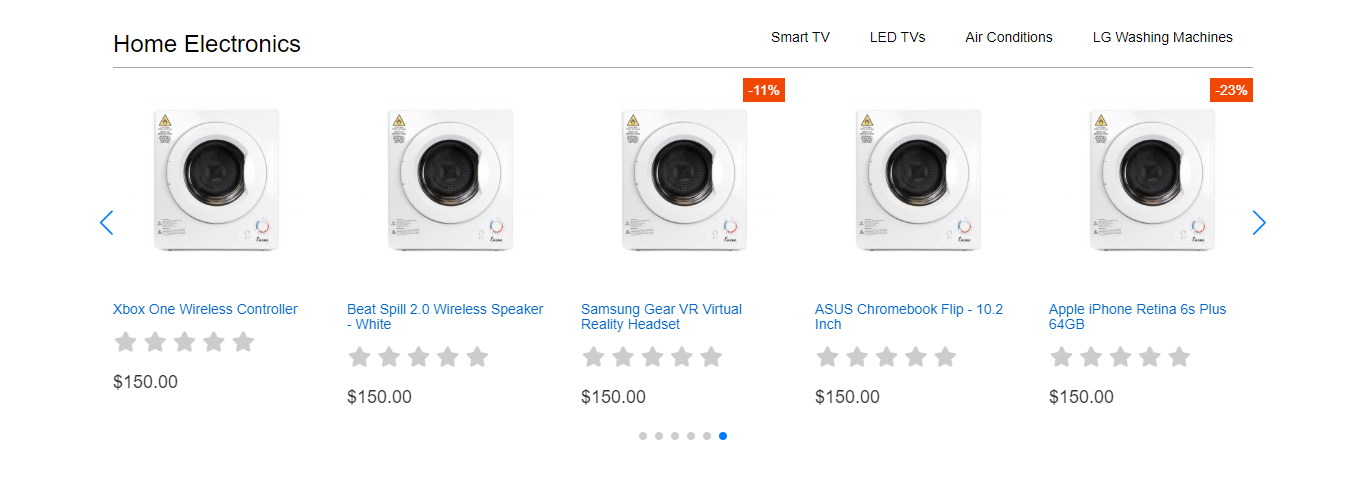 Home Electronics
Smart TV
LED TVs
Air Conditions
LG Washing Machines
-11%
-23%
Xbox One Wireless Controller
$150.00
Beat Spill 2.0 Wireless Speaker
- White
$150.00
Samsung Gear VR Virtual
Reality Headset
$150.00
ASUS Chromebook Flip - 10.2
Inch
$150.00
Apple iPhone Retina 6s Plus
64GB
$150.00